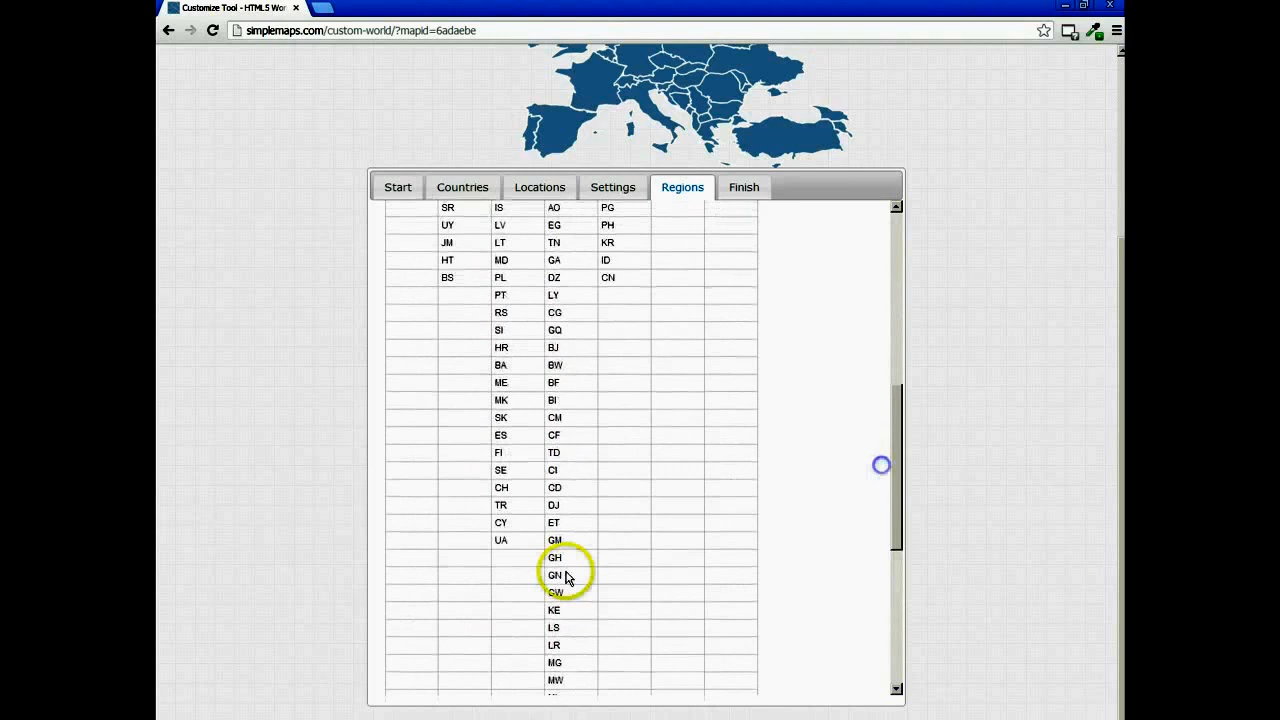 Customize Tool - HTML5 Wor
simplemaps.com/custom-world/?mapid=6adaebe
Start Countries Locations Settings Regions Finish
SR IS AO PG
UY LV EG PH
JM LT TN KR
HT MD GA ID
BS PL DZ CN
PT LY
RS CG
SI GQ
HR BJ
BA BW
ME BF
MK BI
SK CM
ES CF
FI TD
SE CI
CH CD
TR DJ
CY ET
UA GM
GH
GN
GW
KE
LS
LR
MG
MW